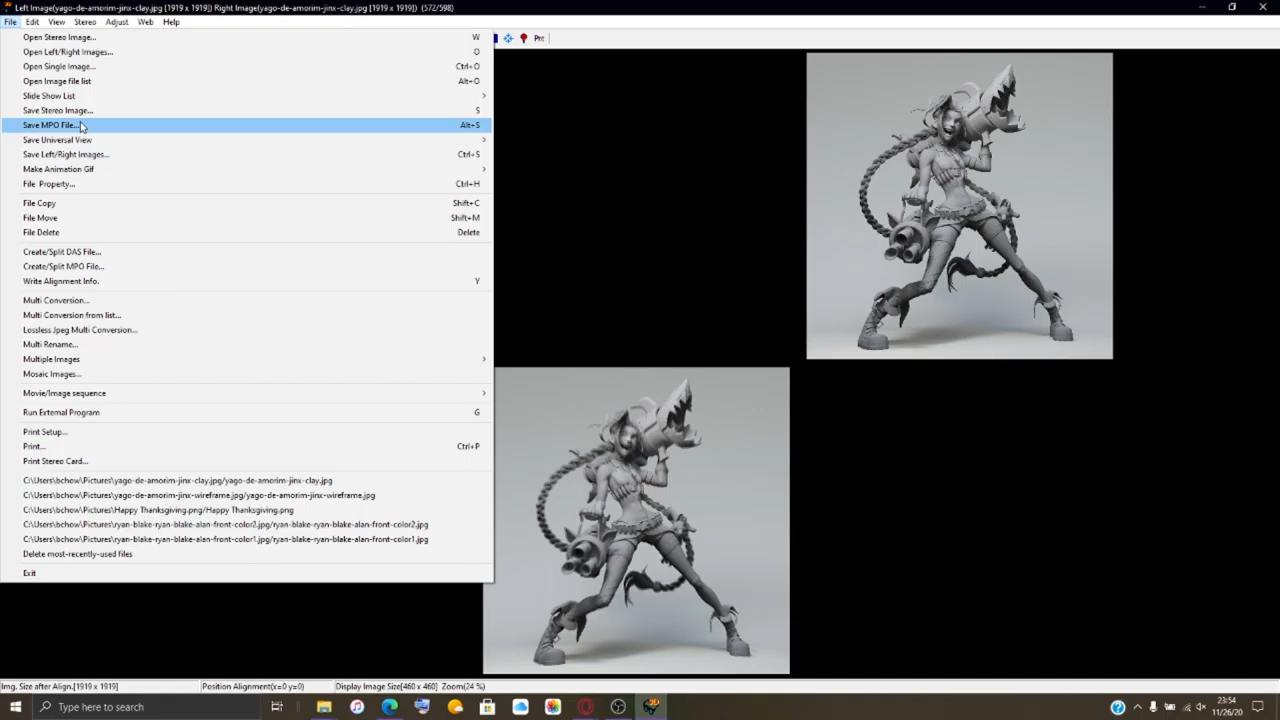 Left Image(yago-de-amorim-jinx-clay.jpg [1919 x 1919]) Right Image(yago-de-amorim-jinx-clay.jpg [1919 x 1919]) (572/598)
File Edit View Stereo Adjust Web Help
Open Stereo Image... W
Open Left/Right Images... O
Open Single Image... Ctrl+O
Open Image file list Alt+O
Slide Show List
Save Stereo Image... S
Save MPO File... Alt+S
Save Universal View
Save Left/Right Images... Ctrl+S
Make Animation Gif
File Property... Ctrl+H
File Copy Shift+C
File Move Shift+M
File Delete Delete
Create/Split DAS File...
Create/Split MPO File...
Write Alignment Info. Y
Multi Conversion...
Multi Conversion from list...
Lossless Jpeg Multi Conversion...
Multi Rename...
Multiple Images
Mosaic Images...
Movie/Image sequence
Run External Program G
Print Setup...
Print... Ctrl+P
Print Stereo Card...
C:\Users\bchow\Pictures\yago-de-amorim-jinx-clay.jpg/yago-de-amorim-jinx-clay.jpg
C:\Users\bchow\Pictures\yago-de-amorim-jinx-wireframe.jpg/yago-de-amorim-jinx-wireframe.jpg
C:\Users\bchow\Pictures\Happy Thanksgiving.png/Happy Thanksgiving.png
C:\Users\bchow\Pictures\ryan-blake-ryan-blake-alan-front-color2.jpg/ryan-blake-ryan-blake-alan-front-color2.jpg
C:\Users\bchow\Pictures\ryan-blake-ryan-blake-alan-front-color1.jpg/ryan-blake-ryan-blake-alan-front-color1.jpg
Delete most-recently-used files
Exit
Img. Size after Align.[1919 x 1919] Position Alignment(x=0 y=0) Display Image Size[460 x 460] Zoom(24 %)
Type here to search
23:54
11/26/20